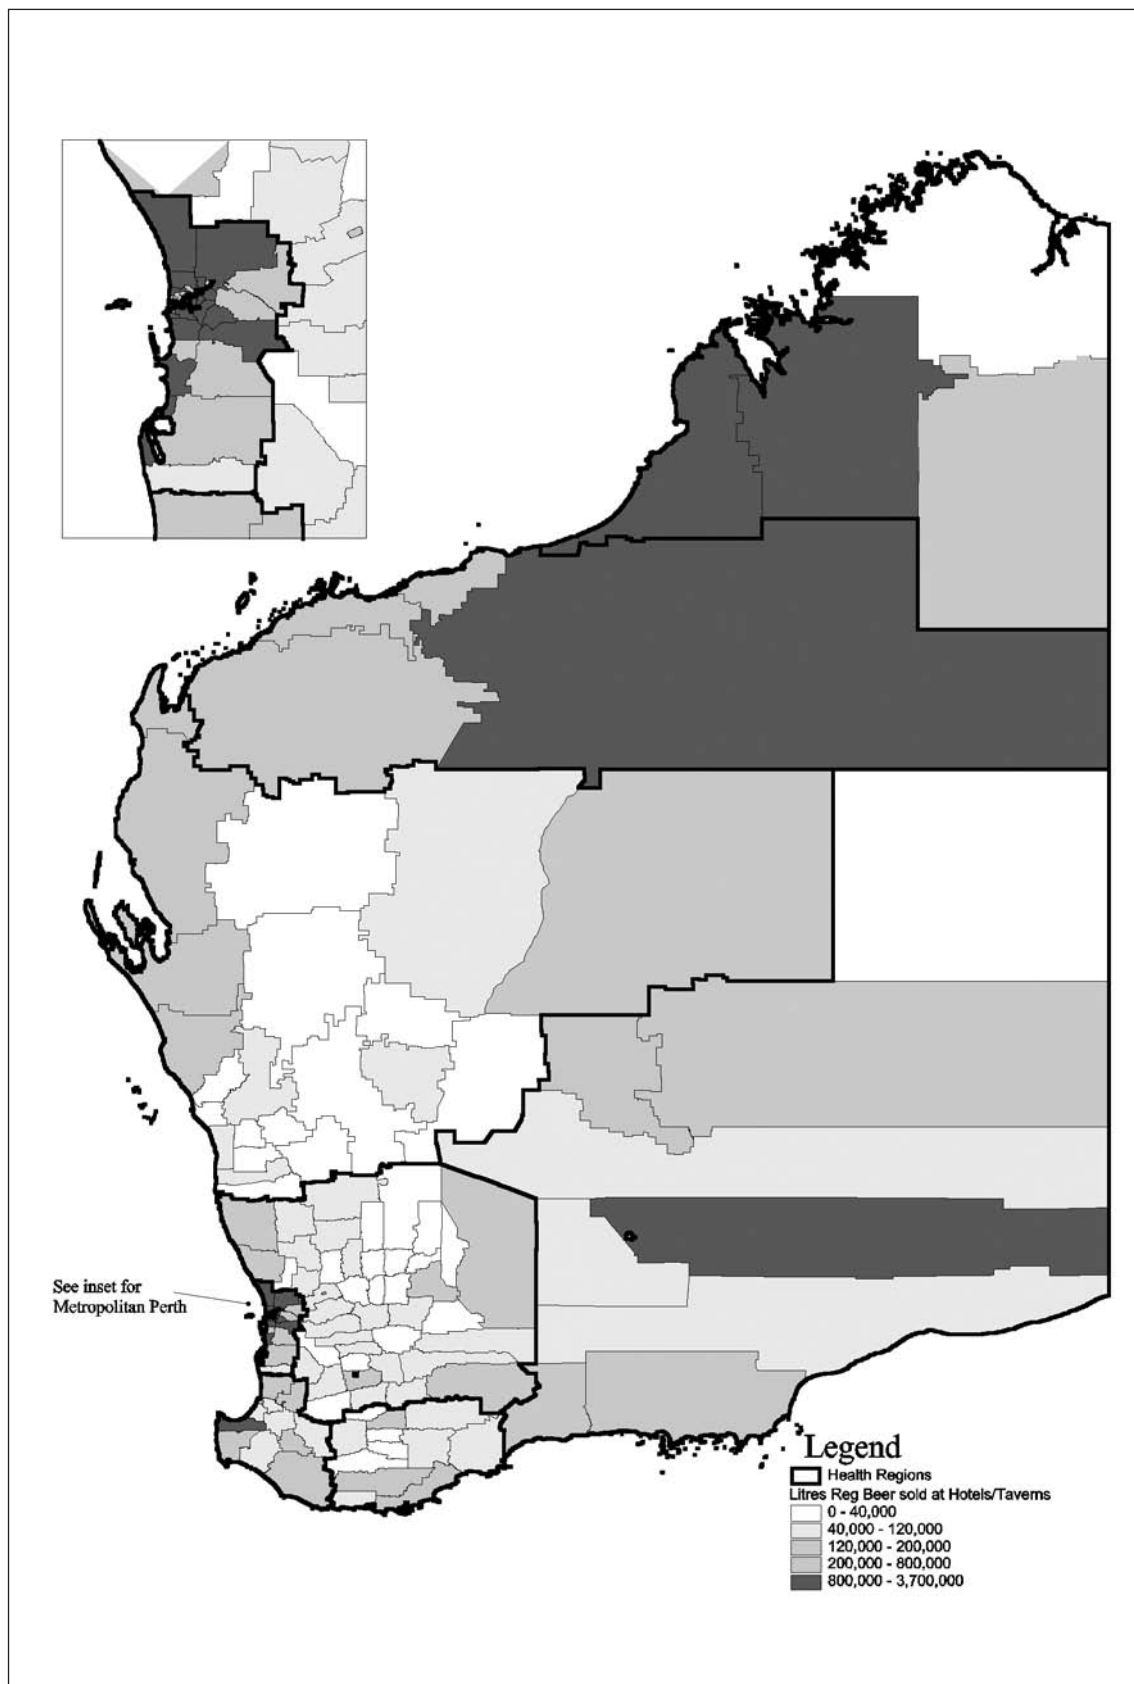 See inset for
Metropolitan Perth
Legend
Health Regions
Litres Reg Beer sold at Hotels/Taverns
0 - 40,000
40,000 - 120,000
120,000 - 200,000
200,000 - 800,000
800,000 - 3,700,000